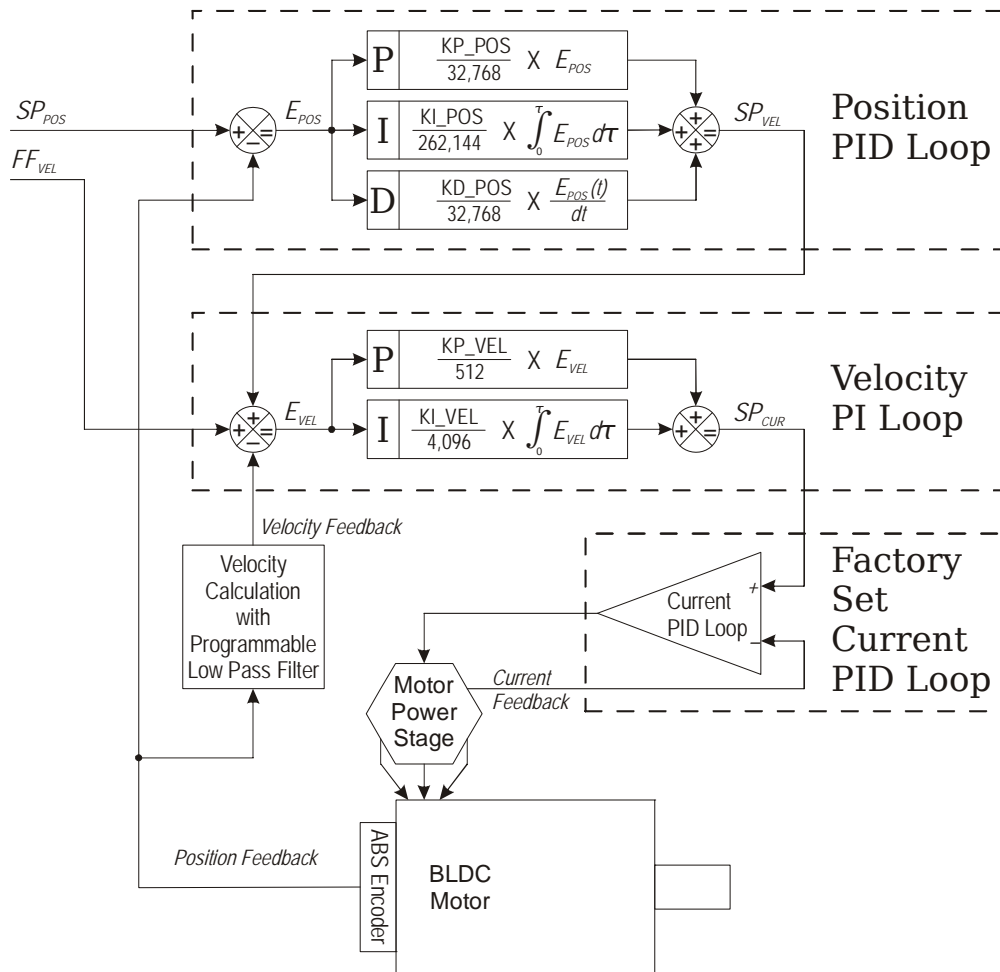 SP_POS
FF_VEL
+
−
=
E_POS
P
KP_POS
32,768
X E_POS
I
KI_POS
262,144
X ∫₀^τ E_POS dτ
D
KD_POS
32,768
X E_POS(t)
dt
+
+
+
=
SP_VEL
Position
PID Loop
+
+
−
=
E_VEL
P
KP_VEL
512
X E_VEL
I
KI_VEL
4,096
X ∫₀^τ E_VEL dτ
+
+
=
SP_CUR
Velocity
PI Loop
Velocity Feedback
Velocity
Calculation
with
Programmable
Low Pass Filter
Current
PID Loop
+
−
Factory
Set
Current
PID Loop
Motor
Power
Stage
Current
Feedback
Position Feedback
ABS Encoder
BLDC
Motor